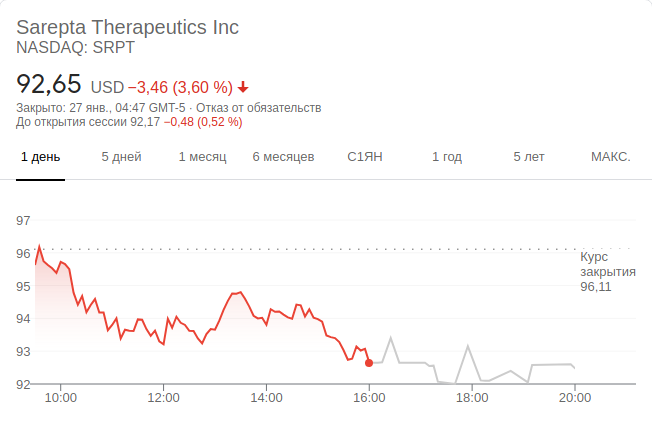 Sarepta Therapeutics Inc
NASDAQ: SRPT
92,65 USD −3,46 (3,60 %)
Закрыто: 27 янв., 04:47 GMT-5 · Отказ от обязательств
До открытия сессии 92,17 −0,48 (0,52 %)
1 день 5 дней 1 месяц 6 месяцев С1ЯН 1 год 5 лет МАКС.
97
96
95
94
93
92
Курс
закрытия
96,11
10:00 12:00 14:00 16:00 18:00 20:00